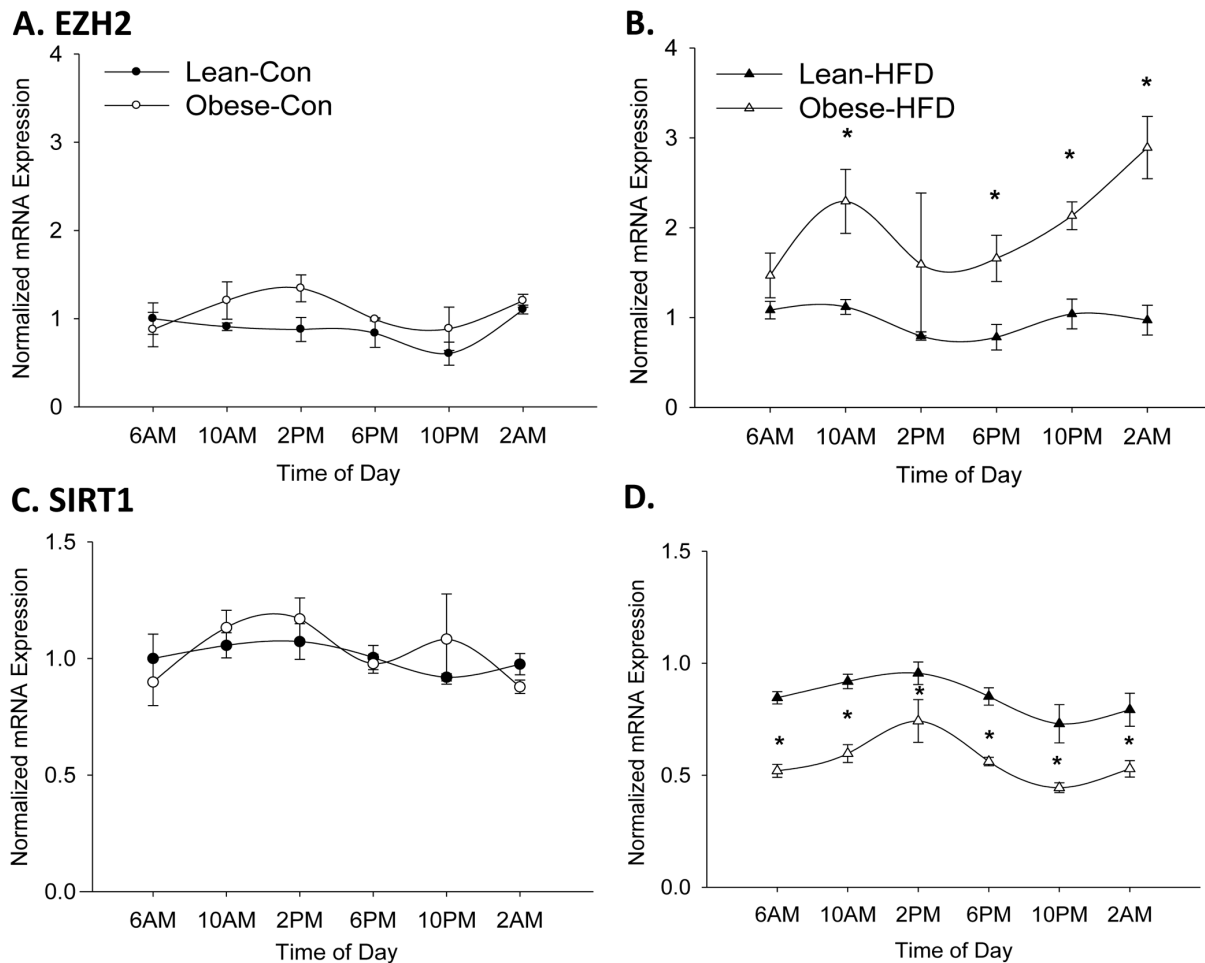 A. EZH2
4
3
2
1
0
Normalized mRNA Expression
Lean-Con
Obese-Con
6AM 10AM 2PM 6PM 10PM 2AM
Time of Day
B.
4
3
2
1
0
Normalized mRNA Expression
Lean-HFD
Obese-HFD
*
*
*
*
6AM 10AM 2PM 6PM 10PM 2AM
Time of Day
C. SIRT1
1.5
1.0
0.5
0.0
Normalized mRNA Expression
6AM 10AM 2PM 6PM 10PM 2AM
Time of Day
D.
1.5
1.0
0.5
0.0
Normalized mRNA Expression
* * * * * *
6AM 10AM 2PM 6PM 10PM 2AM
Time of Day